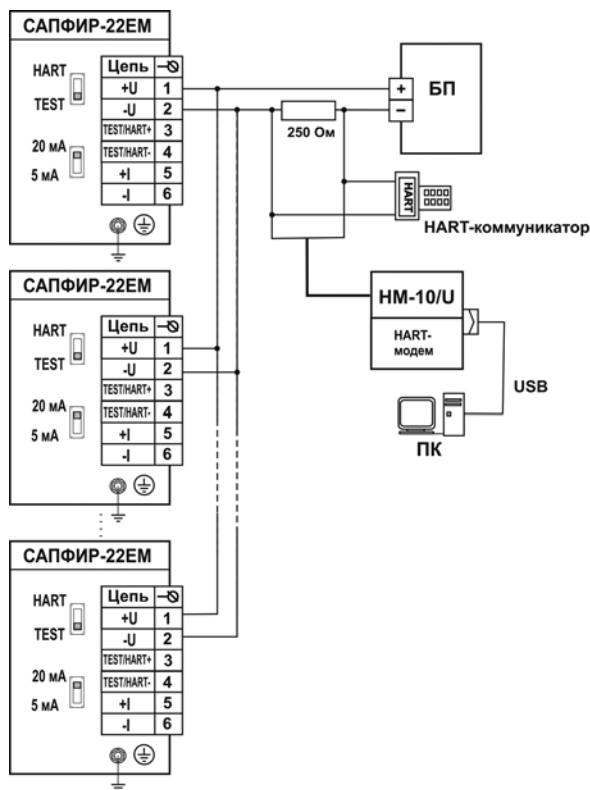 САПФИР-22ЕМ
HART
TEST
20 мА
5 мА
Цепь
+U 1
-U 2
TEST/HART+ 3
TEST/HART- 4
+I 5
-I 6
+
−
БП
250 Ом
HART
HART-коммуникатор
САПФИР-22ЕМ
HART
TEST
20 мА
5 мА
Цепь
+U 1
-U 2
TEST/HART+ 3
TEST/HART- 4
+I 5
-I 6
HM-10/U
HART-
модем
USB
ПК
САПФИР-22ЕМ
HART
TEST
20 мА
5 мА
Цепь
+U 1
-U 2
TEST/HART+ 3
TEST/HART- 4
+I 5
-I 6